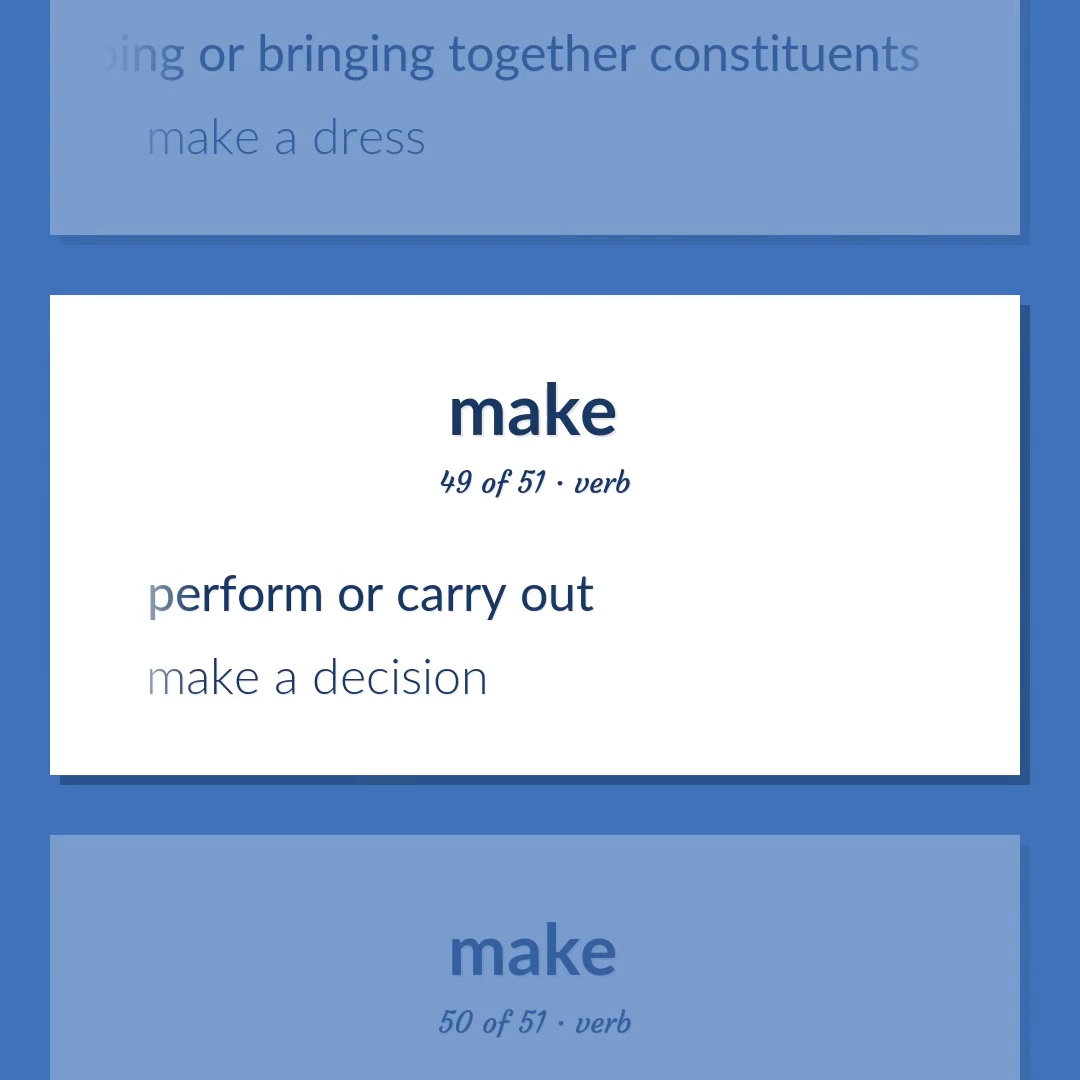 or bringing together constituents
make a dress
make
49 of 51 · verb
perform or carry out
make a decision
make
50 of 51 · verb